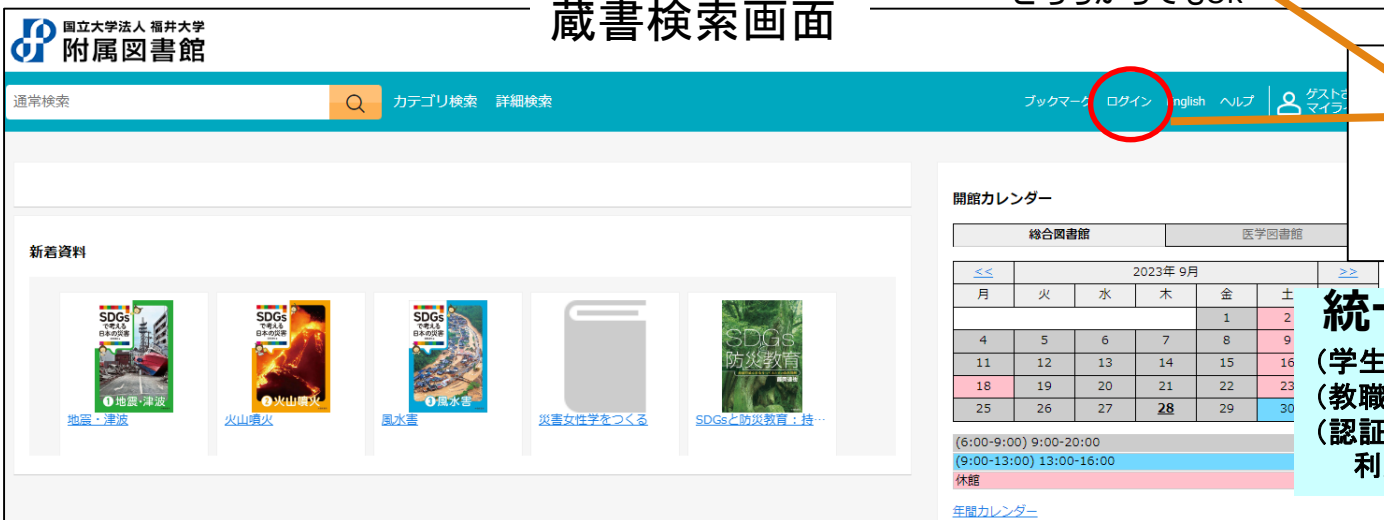 蔵書検索画面
国立大学法人 福井大学
附属図書館
通常検索
カテゴリ検索 詳細検索
ブックマーク ログイン English ヘルプ
新着資料
SDGs
で考える
日本の災害
❶地震・津波
SDGs
で考える
日本の災害
❷火山噴火
SDGs
で考える
日本の災害
❸風水害
SDGs
防災教育
地震・津波
火山噴火
風水害
災害女性学をつくる
SDGsと防災教育：持…
開館カレンダー
総合図書館 医学図書館
<< 2023年 9月 >>
月 火 水 木 金 土
1 2
4 5 6 7 8 9
11 12 13 14 15 16
18 19 20 21 22 23
25 26 27 28 29 30
(6:00-9:00) 9:00-20:00
(9:00-13:00) 13:00-16:00
休館
年間カレンダー
(学生
(教職
(認証
利